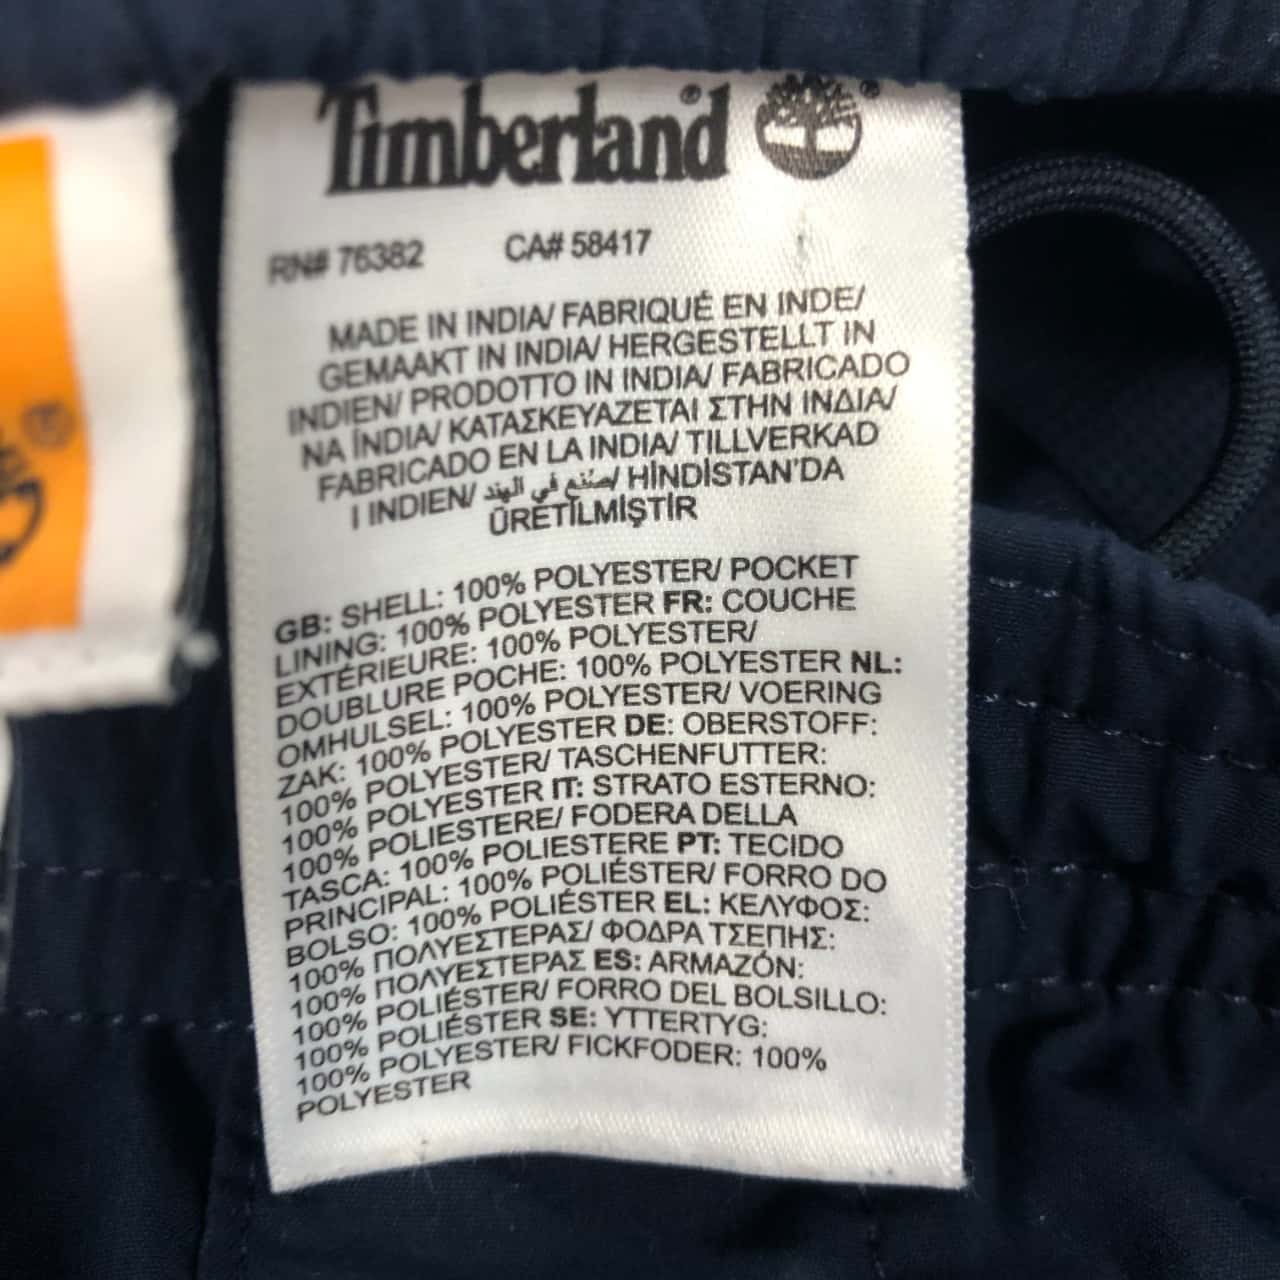 Timberland®
RN# 76382 CA# 58417
MADE IN INDIA/ FABRIQUÉ EN INDE/
GEMAAKT IN INDIA/ HERGESTELLT IN
INDIEN/ PRODOTTO IN INDIA/ FABRICADO
NA ÍNDIA/ ΚΑΤΑΣΚΕΥΑΖΕΤΑΙ ΣΤΗΝ ΙΝΔΙΑ/
FABRICADO EN LA INDIA/ TILLVERKAD
I INDIEN/ صُنع في الهند/ HİNDİSTAN'DA
ÜRETİLMİŞTİR
GB: SHELL: 100% POLYESTER/ POCKET
LINING: 100% POLYESTER FR: COUCHE
EXTÉRIEURE: 100% POLYESTER/
DOUBLURE POCHE: 100% POLYESTER NL:
OMHULSEL: 100% POLYESTER/ VOERING
ZAK: 100% POLYESTER DE: OBERSTOFF:
100% POLYESTER/ TASCHENFUTTER:
100% POLYESTER IT: STRATO ESTERNO:
100% POLIESTERE/ FODERA DELLA
TASCA: 100% POLIESTERE PT: TECIDO
PRINCIPAL: 100% POLIÉSTER/ FORRO DO
BOLSO: 100% POLIÉSTER EL: ΚΕΛΥΦΟΣ:
100% ΠΟΛΥΕΣΤΕΡΑΣ/ ΦΟΔΡΑ ΤΣΕΠΗΣ:
100% ΠΟΛΥΕΣΤΕΡΑΣ ES: ARMAZÓN:
100% POLIÉSTER/ FORRO DEL BOLSILLO:
100% POLIÉSTER SE: YTTERTYG:
100% POLYESTER/ FICKFODER: 100%
POLYESTER